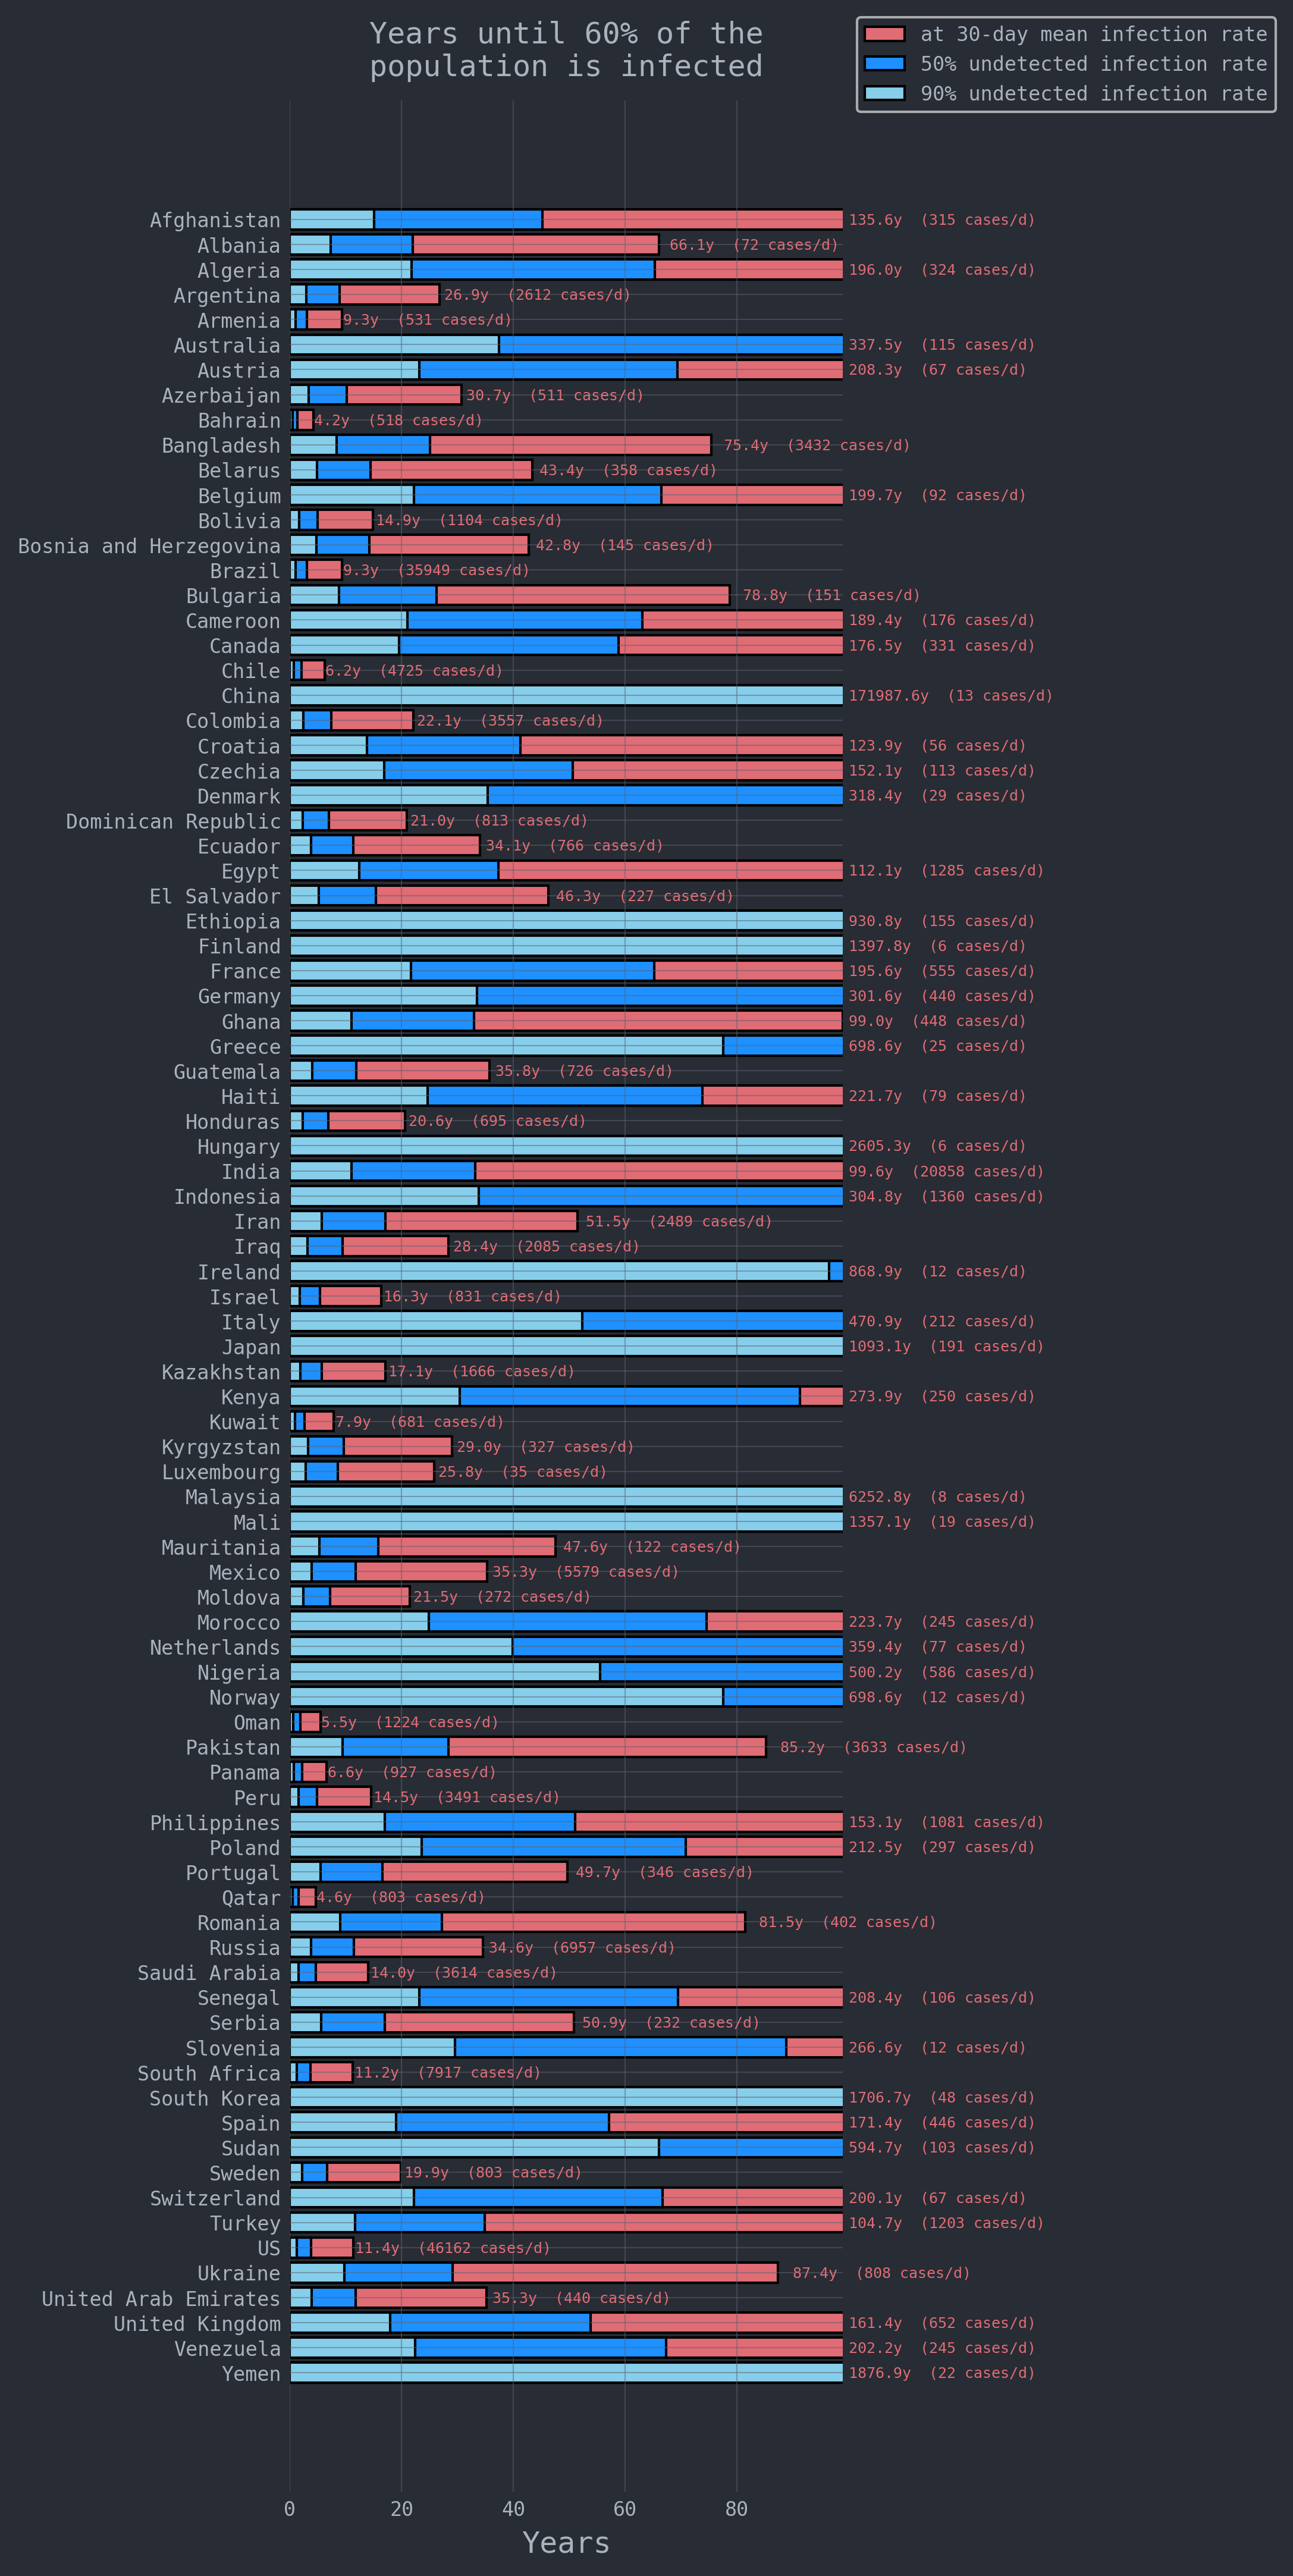 Years until 60% of the
population is infected
at 30-day mean infection rate
50% undetected infection rate
90% undetected infection rate
Afghanistan 135.6y (315 cases/d)
Albania 66.1y (72 cases/d)
Algeria 196.0y (324 cases/d)
Argentina 26.9y (2612 cases/d)
Armenia 9.3y (531 cases/d)
Australia 337.5y (115 cases/d)
Austria 208.3y (67 cases/d)
Azerbaijan 30.7y (511 cases/d)
Bahrain 4.2y (518 cases/d)
Bangladesh 75.4y (3432 cases/d)
Belarus 43.4y (358 cases/d)
Belgium 199.7y (92 cases/d)
Bolivia 14.9y (1104 cases/d)
Bosnia and Herzegovina 42.8y (145 cases/d)
Brazil 9.3y (35949 cases/d)
Bulgaria 78.8y (151 cases/d)
Cameroon 189.4y (176 cases/d)
Canada 176.5y (331 cases/d)
Chile 6.2y (4725 cases/d)
China 171987.6y (13 cases/d)
Colombia 22.1y (3557 cases/d)
Croatia 123.9y (56 cases/d)
Czechia 152.1y (113 cases/d)
Denmark 318.4y (29 cases/d)
Dominican Republic 21.0y (813 cases/d)
Ecuador 34.1y (766 cases/d)
Egypt 112.1y (1285 cases/d)
El Salvador 46.3y (227 cases/d)
Ethiopia 930.8y (155 cases/d)
Finland 1397.8y (6 cases/d)
France 195.6y (555 cases/d)
Germany 301.6y (440 cases/d)
Ghana 99.0y (448 cases/d)
Greece 698.6y (25 cases/d)
Guatemala 35.8y (726 cases/d)
Haiti 221.7y (79 cases/d)
Honduras 20.6y (695 cases/d)
Hungary 2605.3y (6 cases/d)
India 99.6y (20858 cases/d)
Indonesia 304.8y (1360 cases/d)
Iran 51.5y (2489 cases/d)
Iraq 28.4y (2085 cases/d)
Ireland 868.9y (12 cases/d)
Israel 16.3y (831 cases/d)
Italy 470.9y (212 cases/d)
Japan 1093.1y (191 cases/d)
Kazakhstan 17.1y (1666 cases/d)
Kenya 273.9y (250 cases/d)
Kuwait 7.9y (681 cases/d)
Kyrgyzstan 29.0y (327 cases/d)
Luxembourg 25.8y (35 cases/d)
Malaysia 6252.8y (8 cases/d)
Mali 1357.1y (19 cases/d)
Mauritania 47.6y (122 cases/d)
Mexico 35.3y (5579 cases/d)
Moldova 21.5y (272 cases/d)
Morocco 223.7y (245 cases/d)
Netherlands 359.4y (77 cases/d)
Nigeria 500.2y (586 cases/d)
Norway 698.6y (12 cases/d)
Oman 5.5y (1224 cases/d)
Pakistan 85.2y (3633 cases/d)
Panama 6.6y (927 cases/d)
Peru 14.5y (3491 cases/d)
Philippines 153.1y (1081 cases/d)
Poland 212.5y (297 cases/d)
Portugal 49.7y (346 cases/d)
Qatar 4.6y (803 cases/d)
Romania 81.5y (402 cases/d)
Russia 34.6y (6957 cases/d)
Saudi Arabia 14.0y (3614 cases/d)
Senegal 208.4y (106 cases/d)
Serbia 50.9y (232 cases/d)
Slovenia 266.6y (12 cases/d)
South Africa 11.2y (7917 cases/d)
South Korea 1706.7y (48 cases/d)
Spain 171.4y (446 cases/d)
Sudan 594.7y (103 cases/d)
Sweden 19.9y (803 cases/d)
Switzerland 200.1y (67 cases/d)
Turkey 104.7y (1203 cases/d)
US 11.4y (46162 cases/d)
Ukraine 87.4y (808 cases/d)
United Arab Emirates 35.3y (440 cases/d)
United Kingdom 161.4y (652 cases/d)
Venezuela 202.2y (245 cases/d)
Yemen 1876.9y (22 cases/d)
0 20 40 60 80
Years